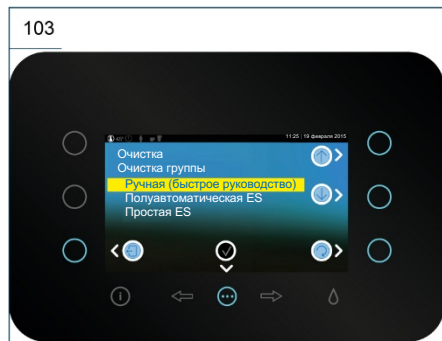 103
11:25 | 19 февраля 2015
Очистка
Очистка группы
Ручная (быстрое руководство)
Полуавтоматическая ES
Простая ES